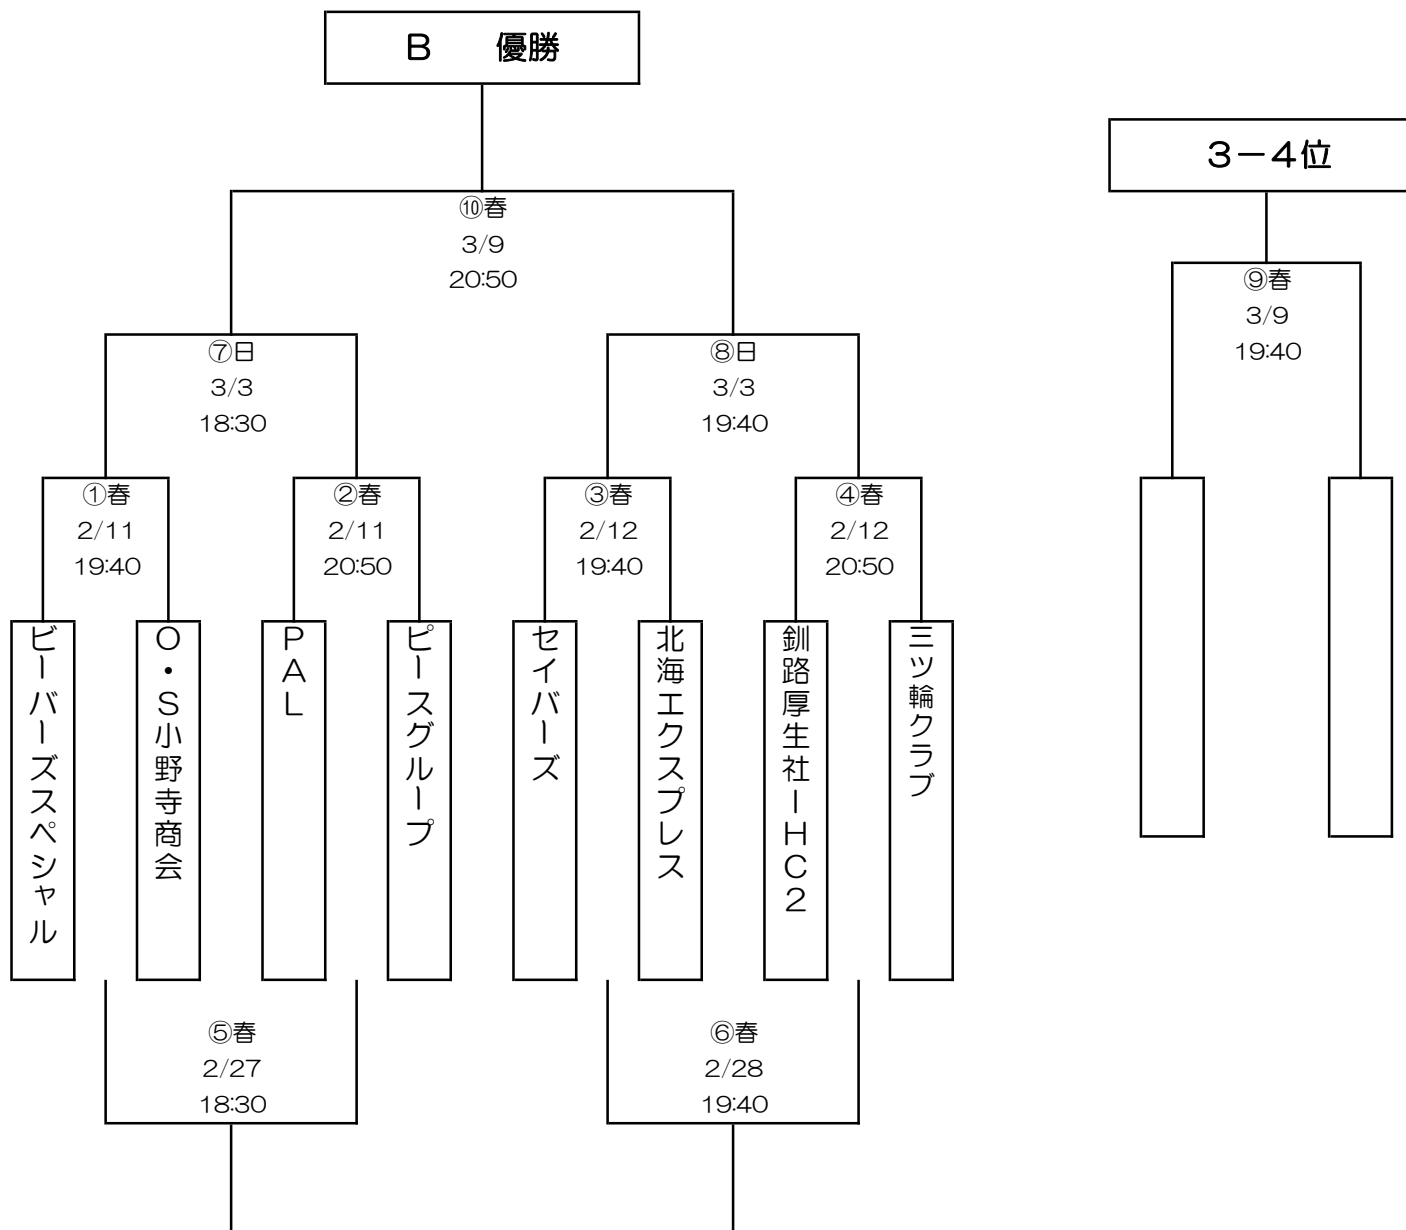 B　　優勝
3－4位
⑩春
3/9
20:50
⑨春
3/9
19:40
⑦日
3/3
18:30
⑧日
3/3
19:40
①春
2/11
19:40
②春
2/11
20:50
③春
2/12
19:40
④春
2/12
20:50
ビーバーズスペシャル
O・S小野寺商会
PAL
ピースグループ
セイバーズ
北海エクスプレス
釧路厚生社ーHC2
三ツ輪クラブ
⑤春
2/27
18:30
⑥春
2/28
19:40